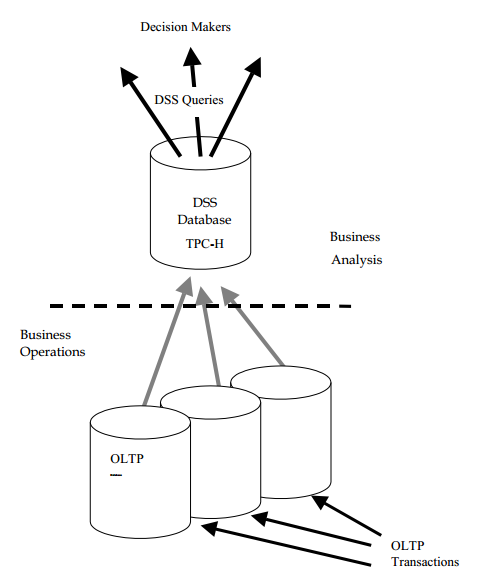 Decision Makers
DSS Queries
DSS
Database
TPC-H
Business
Analysis
Business
Operations
OLTP
OLTP
Transactions